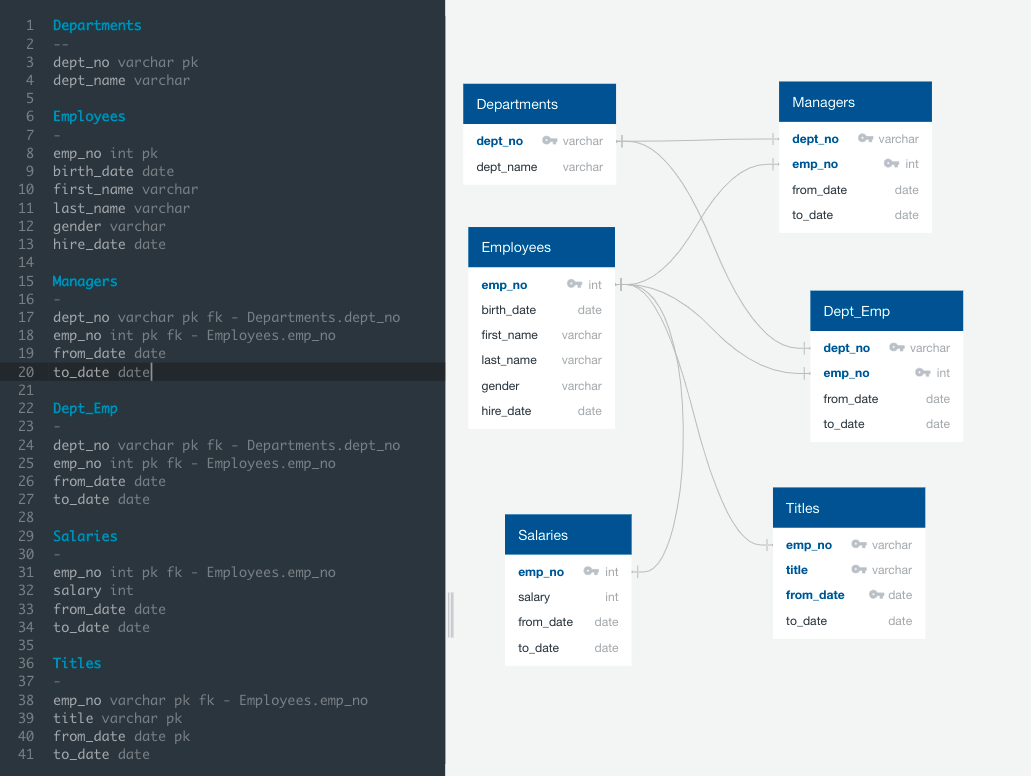 1 Departments
2 --
3 dept_no varchar pk
4 dept_name varchar
5
6 Employees
7 -
8 emp_no int pk
9 birth_date date
10 first_name varchar
11 last_name varchar
12 gender varchar
13 hire_date date
14
15 Managers
16 -
17 dept_no varchar pk fk - Departments.dept_no
18 emp_no int pk fk - Employees.emp_no
19 from_date date
20 to_date date
21
22 Dept_Emp
23 -
24 dept_no varchar pk fk - Departments.dept_no
25 emp_no int pk fk - Employees.emp_no
26 from_date date
27 to_date date
28
29 Salaries
30 -
31 emp_no int pk fk - Employees.emp_no
32 salary int
33 from_date date
34 to_date date
35
36 Titles
37 -
38 emp_no varchar pk fk - Employees.emp_no
39 title varchar pk
40 from_date date pk
41 to_date date
Departments
dept_no varchar
dept_name varchar
Managers
dept_no varchar
emp_no int
from_date date
to_date date
Employees
emp_no int
birth_date date
first_name varchar
last_name varchar
gender varchar
hire_date date
Dept_Emp
dept_no varchar
emp_no int
from_date date
to_date date
Salaries
emp_no int
salary int
from_date date
to_date date
Titles
emp_no varchar
title varchar
from_date date
to_date date